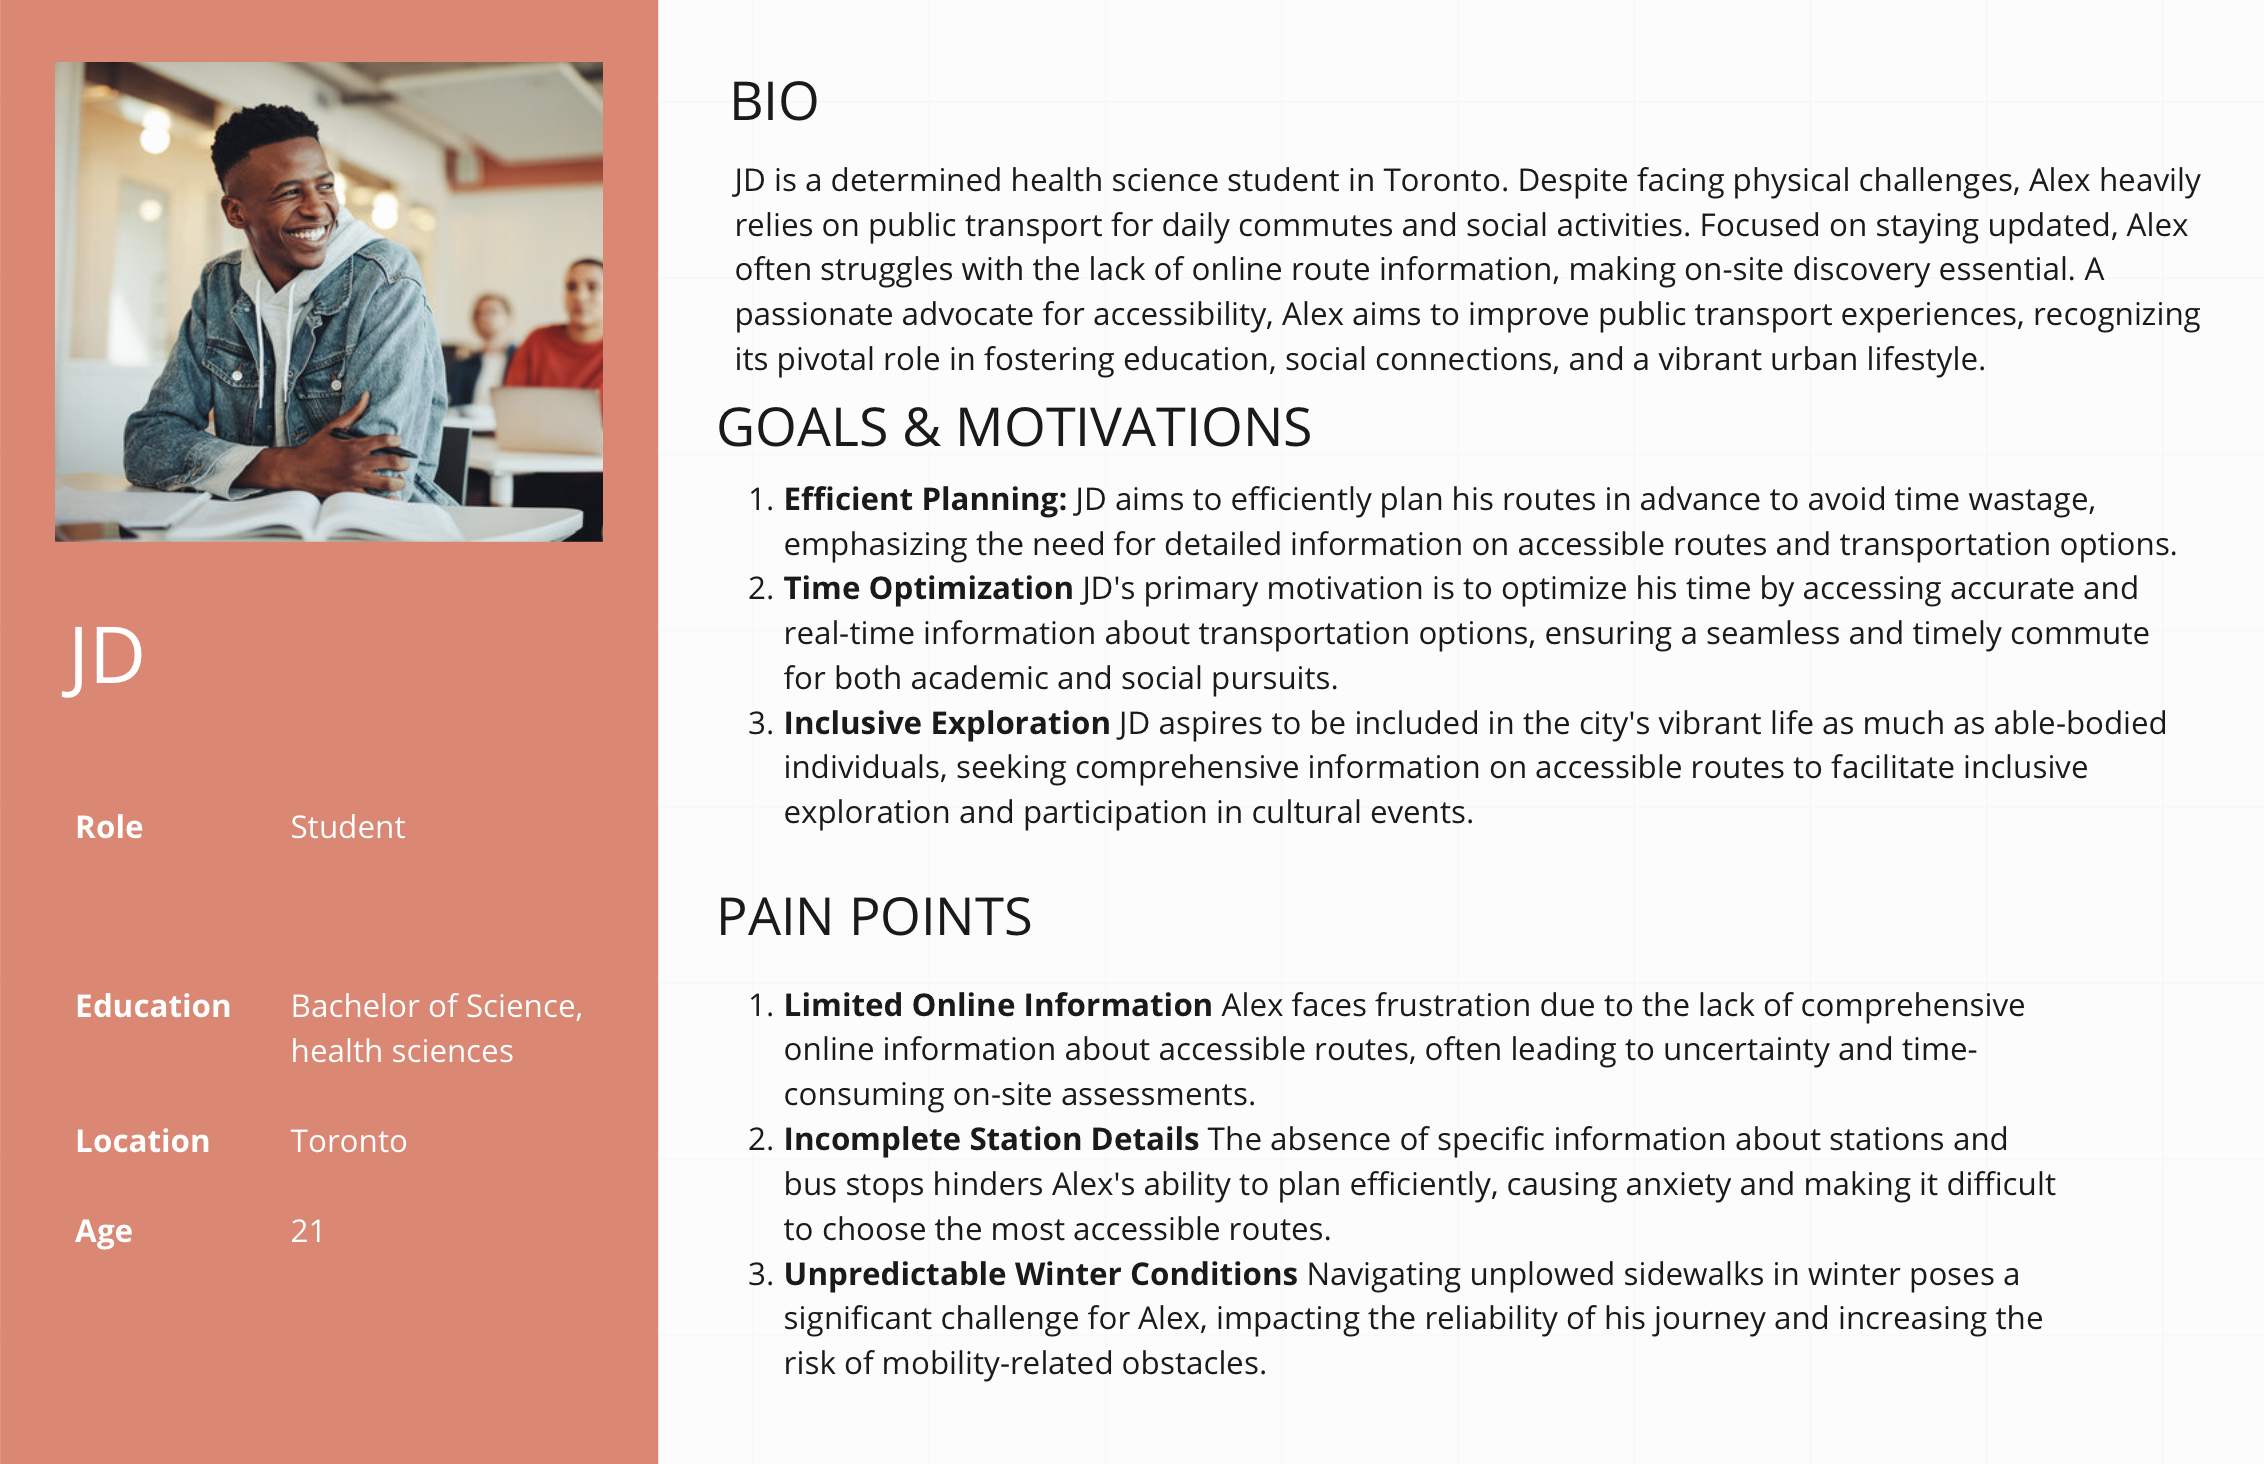 JD
Role Student
Education Bachelor of Science,
health sciences
Location Toronto
Age 21
BIO
JD is a determined health science student in Toronto. Despite facing physical challenges, Alex heavily
relies on public transport for daily commutes and social activities. Focused on staying updated, Alex
often struggles with the lack of online route information, making on-site discovery essential. A
passionate advocate for accessibility, Alex aims to improve public transport experiences, recognizing
its pivotal role in fostering education, social connections, and a vibrant urban lifestyle.
GOALS & MOTIVATIONS
1. Efficient Planning: JD aims to efficiently plan his routes in advance to avoid time wastage,
emphasizing the need for detailed information on accessible routes and transportation options.
2. Time Optimization JD's primary motivation is to optimize his time by accessing accurate and
real-time information about transportation options, ensuring a seamless and timely commute
for both academic and social pursuits.
3. Inclusive Exploration JD aspires to be included in the city's vibrant life as much as able-bodied
individuals, seeking comprehensive information on accessible routes to facilitate inclusive
exploration and participation in cultural events.
PAIN POINTS
1. Limited Online Information Alex faces frustration due to the lack of comprehensive
online information about accessible routes, often leading to uncertainty and time-
consuming on-site assessments.
2. Incomplete Station Details The absence of specific information about stations and
bus stops hinders Alex's ability to plan efficiently, causing anxiety and making it difficult
to choose the most accessible routes.
3. Unpredictable Winter Conditions Navigating unplowed sidewalks in winter poses a
significant challenge for Alex, impacting the reliability of his journey and increasing the
risk of mobility-related obstacles.